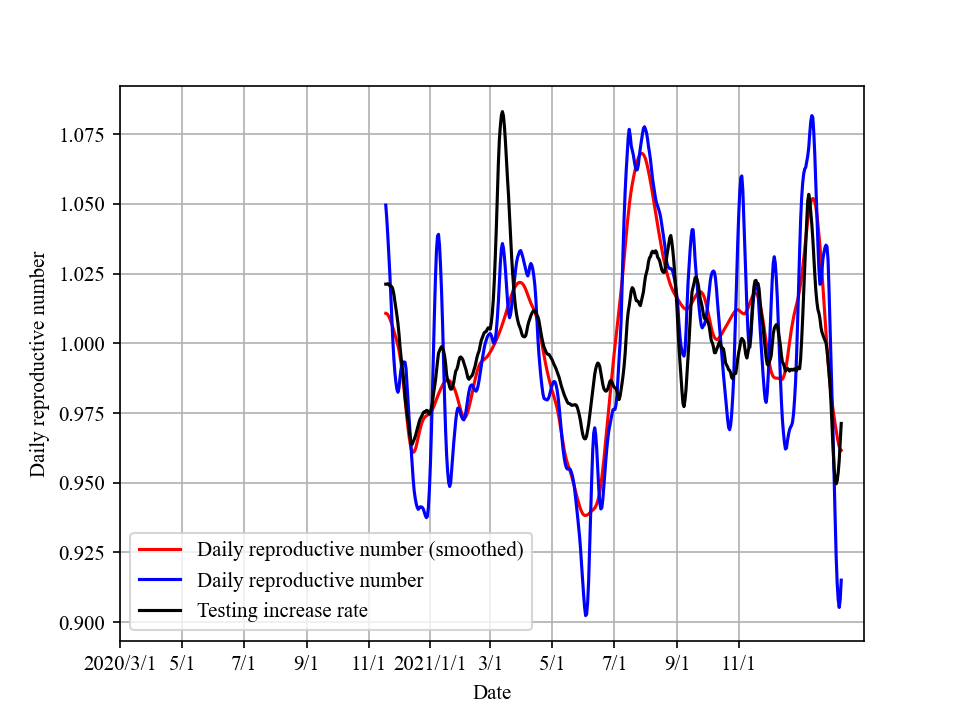 1.075
1.050
1.025
1.000
0.975
0.950
0.925
0.900
Daily reproductive number
Daily reproductive number (smoothed)
Daily reproductive number
Testing increase rate
2020/3/1 5/1 7/1 9/1 11/1 2021/1/1 3/1 5/1 7/1 9/1 11/1
Date